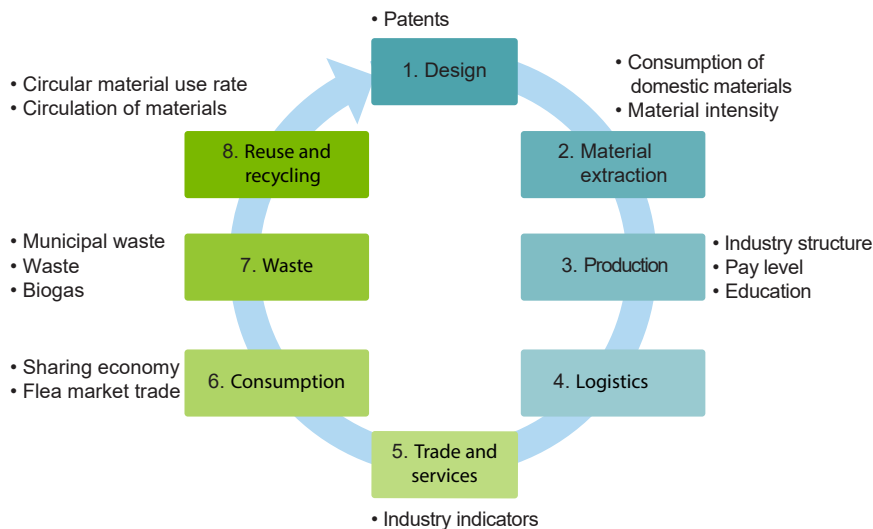 • Patents
1. Design
• Consumption of
domestic materials
• Material intensity
2. Material
extraction
3. Production
• Industry structure
• Pay level
• Education
4. Logistics
5. Trade and
services
• Industry indicators
6. Consumption
• Sharing economy
• Flea market trade
7. Waste
• Municipal waste
• Waste
• Biogas
8. Reuse and
recycling
• Circular material use rate
• Circulation of materials